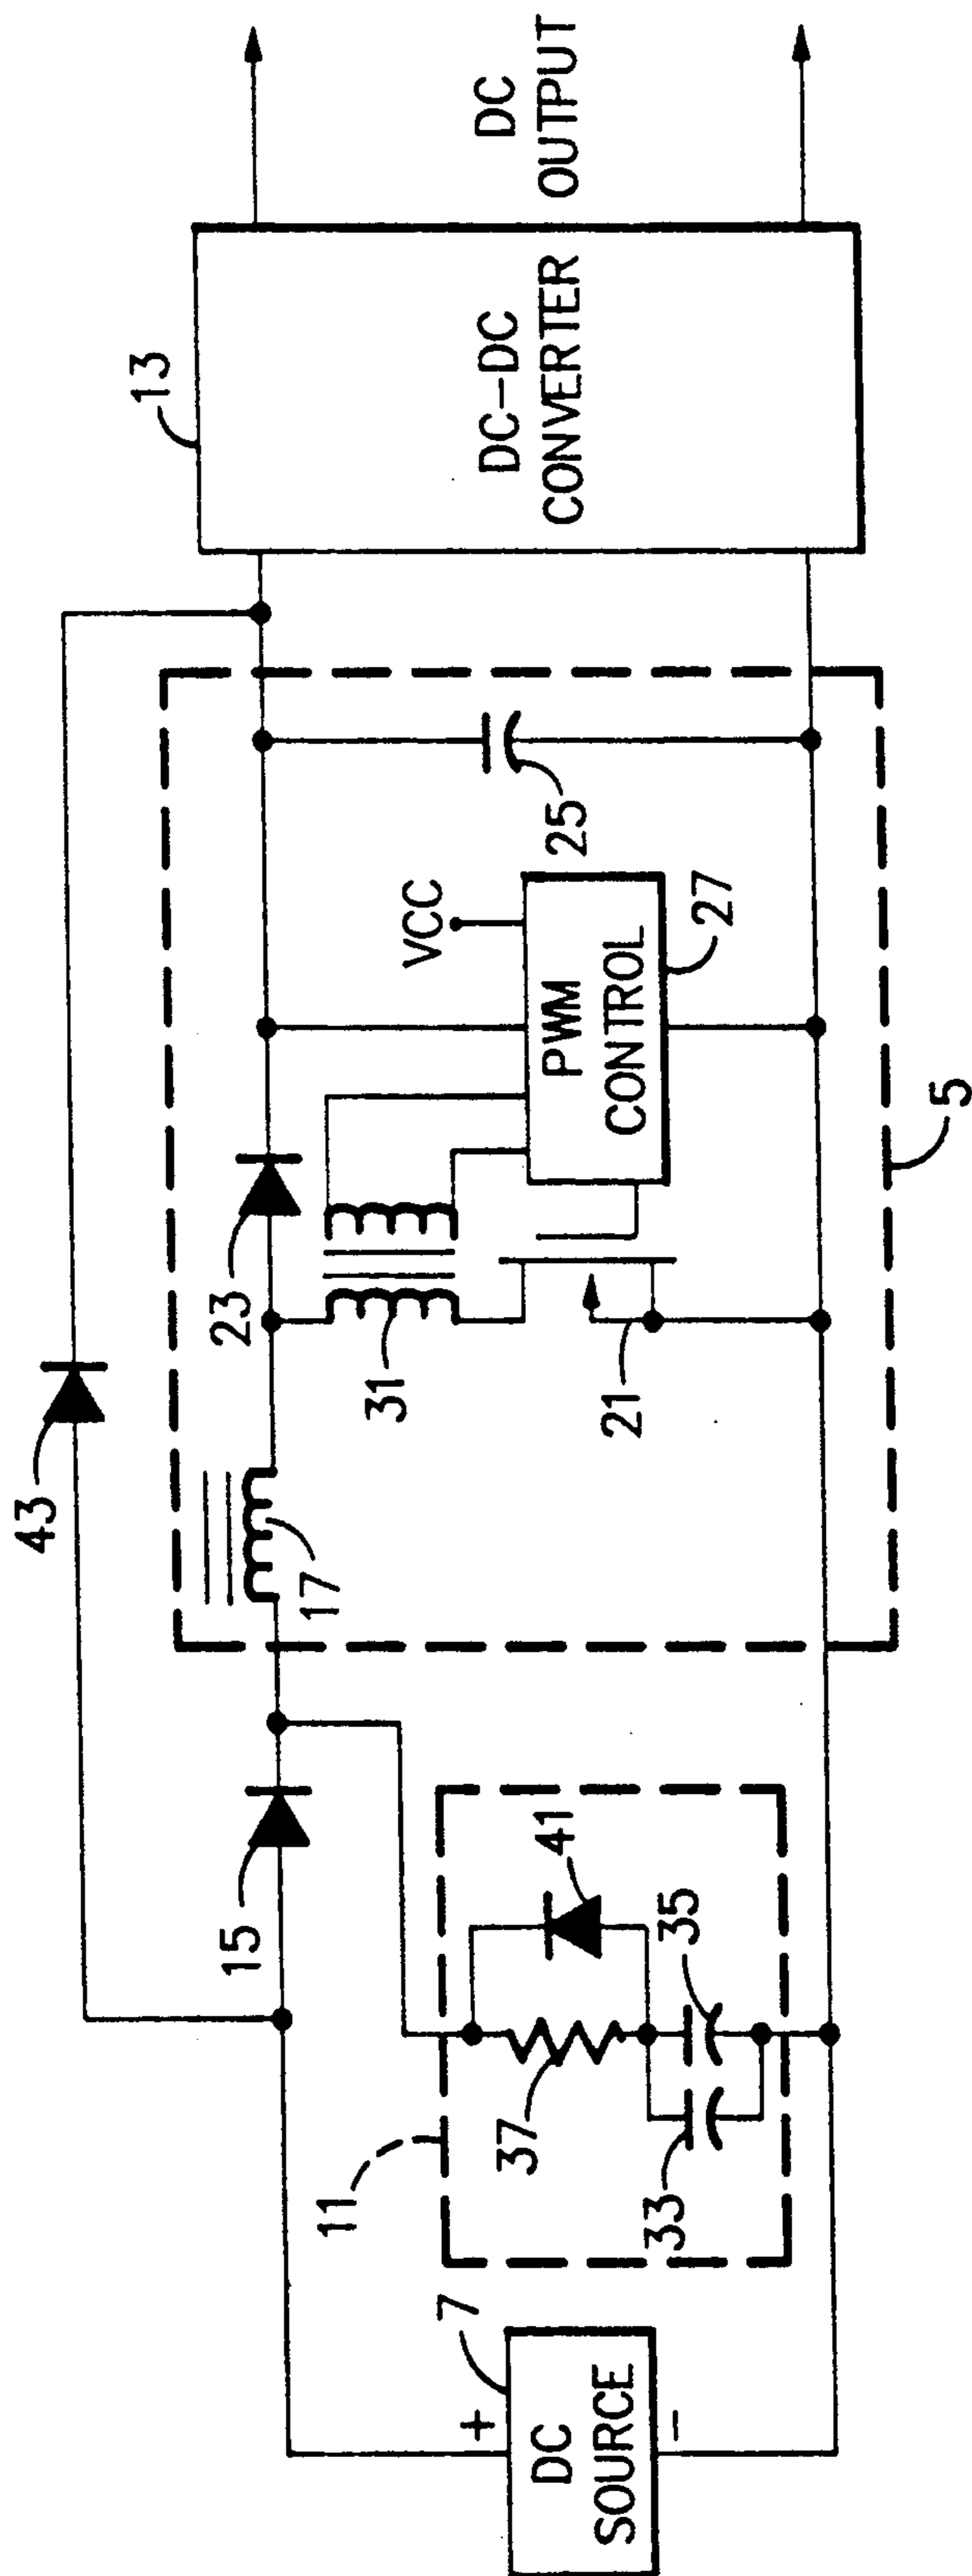 43
13
15
17
23
31
VCC
PWM
CONTROL
27
25
21
5
DC-DC
CONVERTER
DC
OUTPUT
11
37
41
33
35
7
+
DC
SOURCE
-